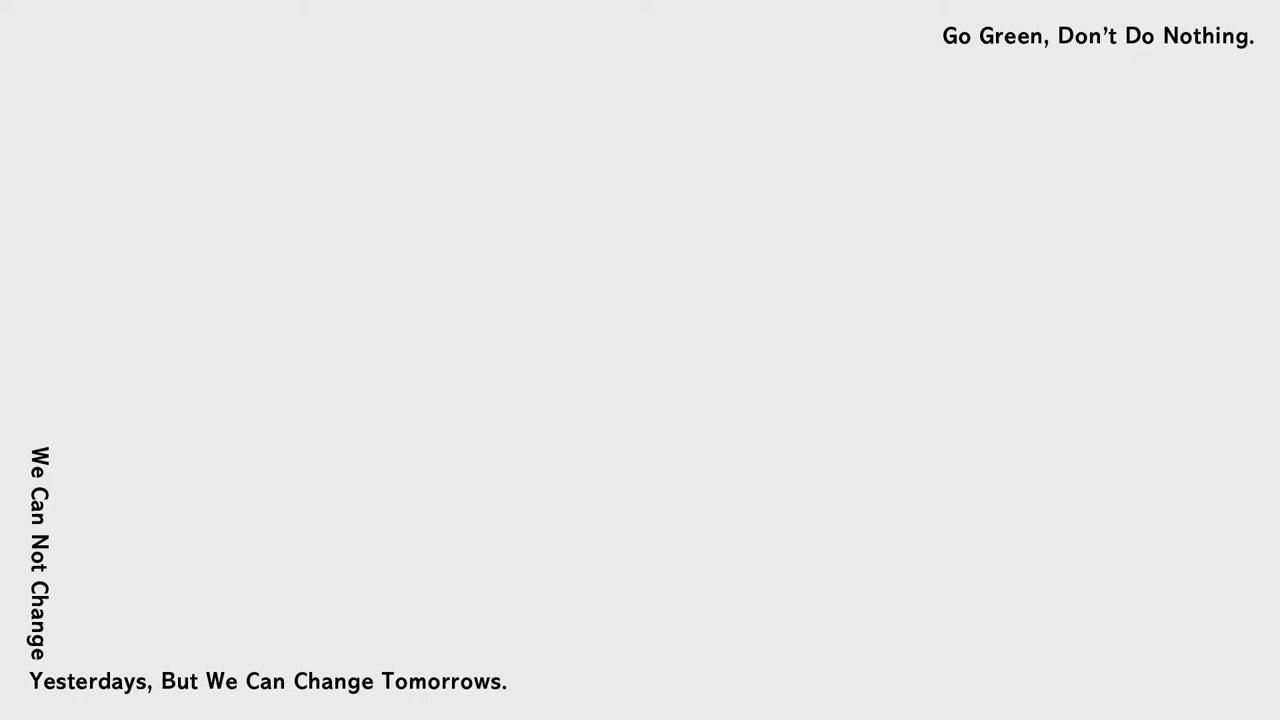 Go Green, Don’t Do Nothing.
We Can Not Change
Yesterdays, But We Can Change Tomorrows.